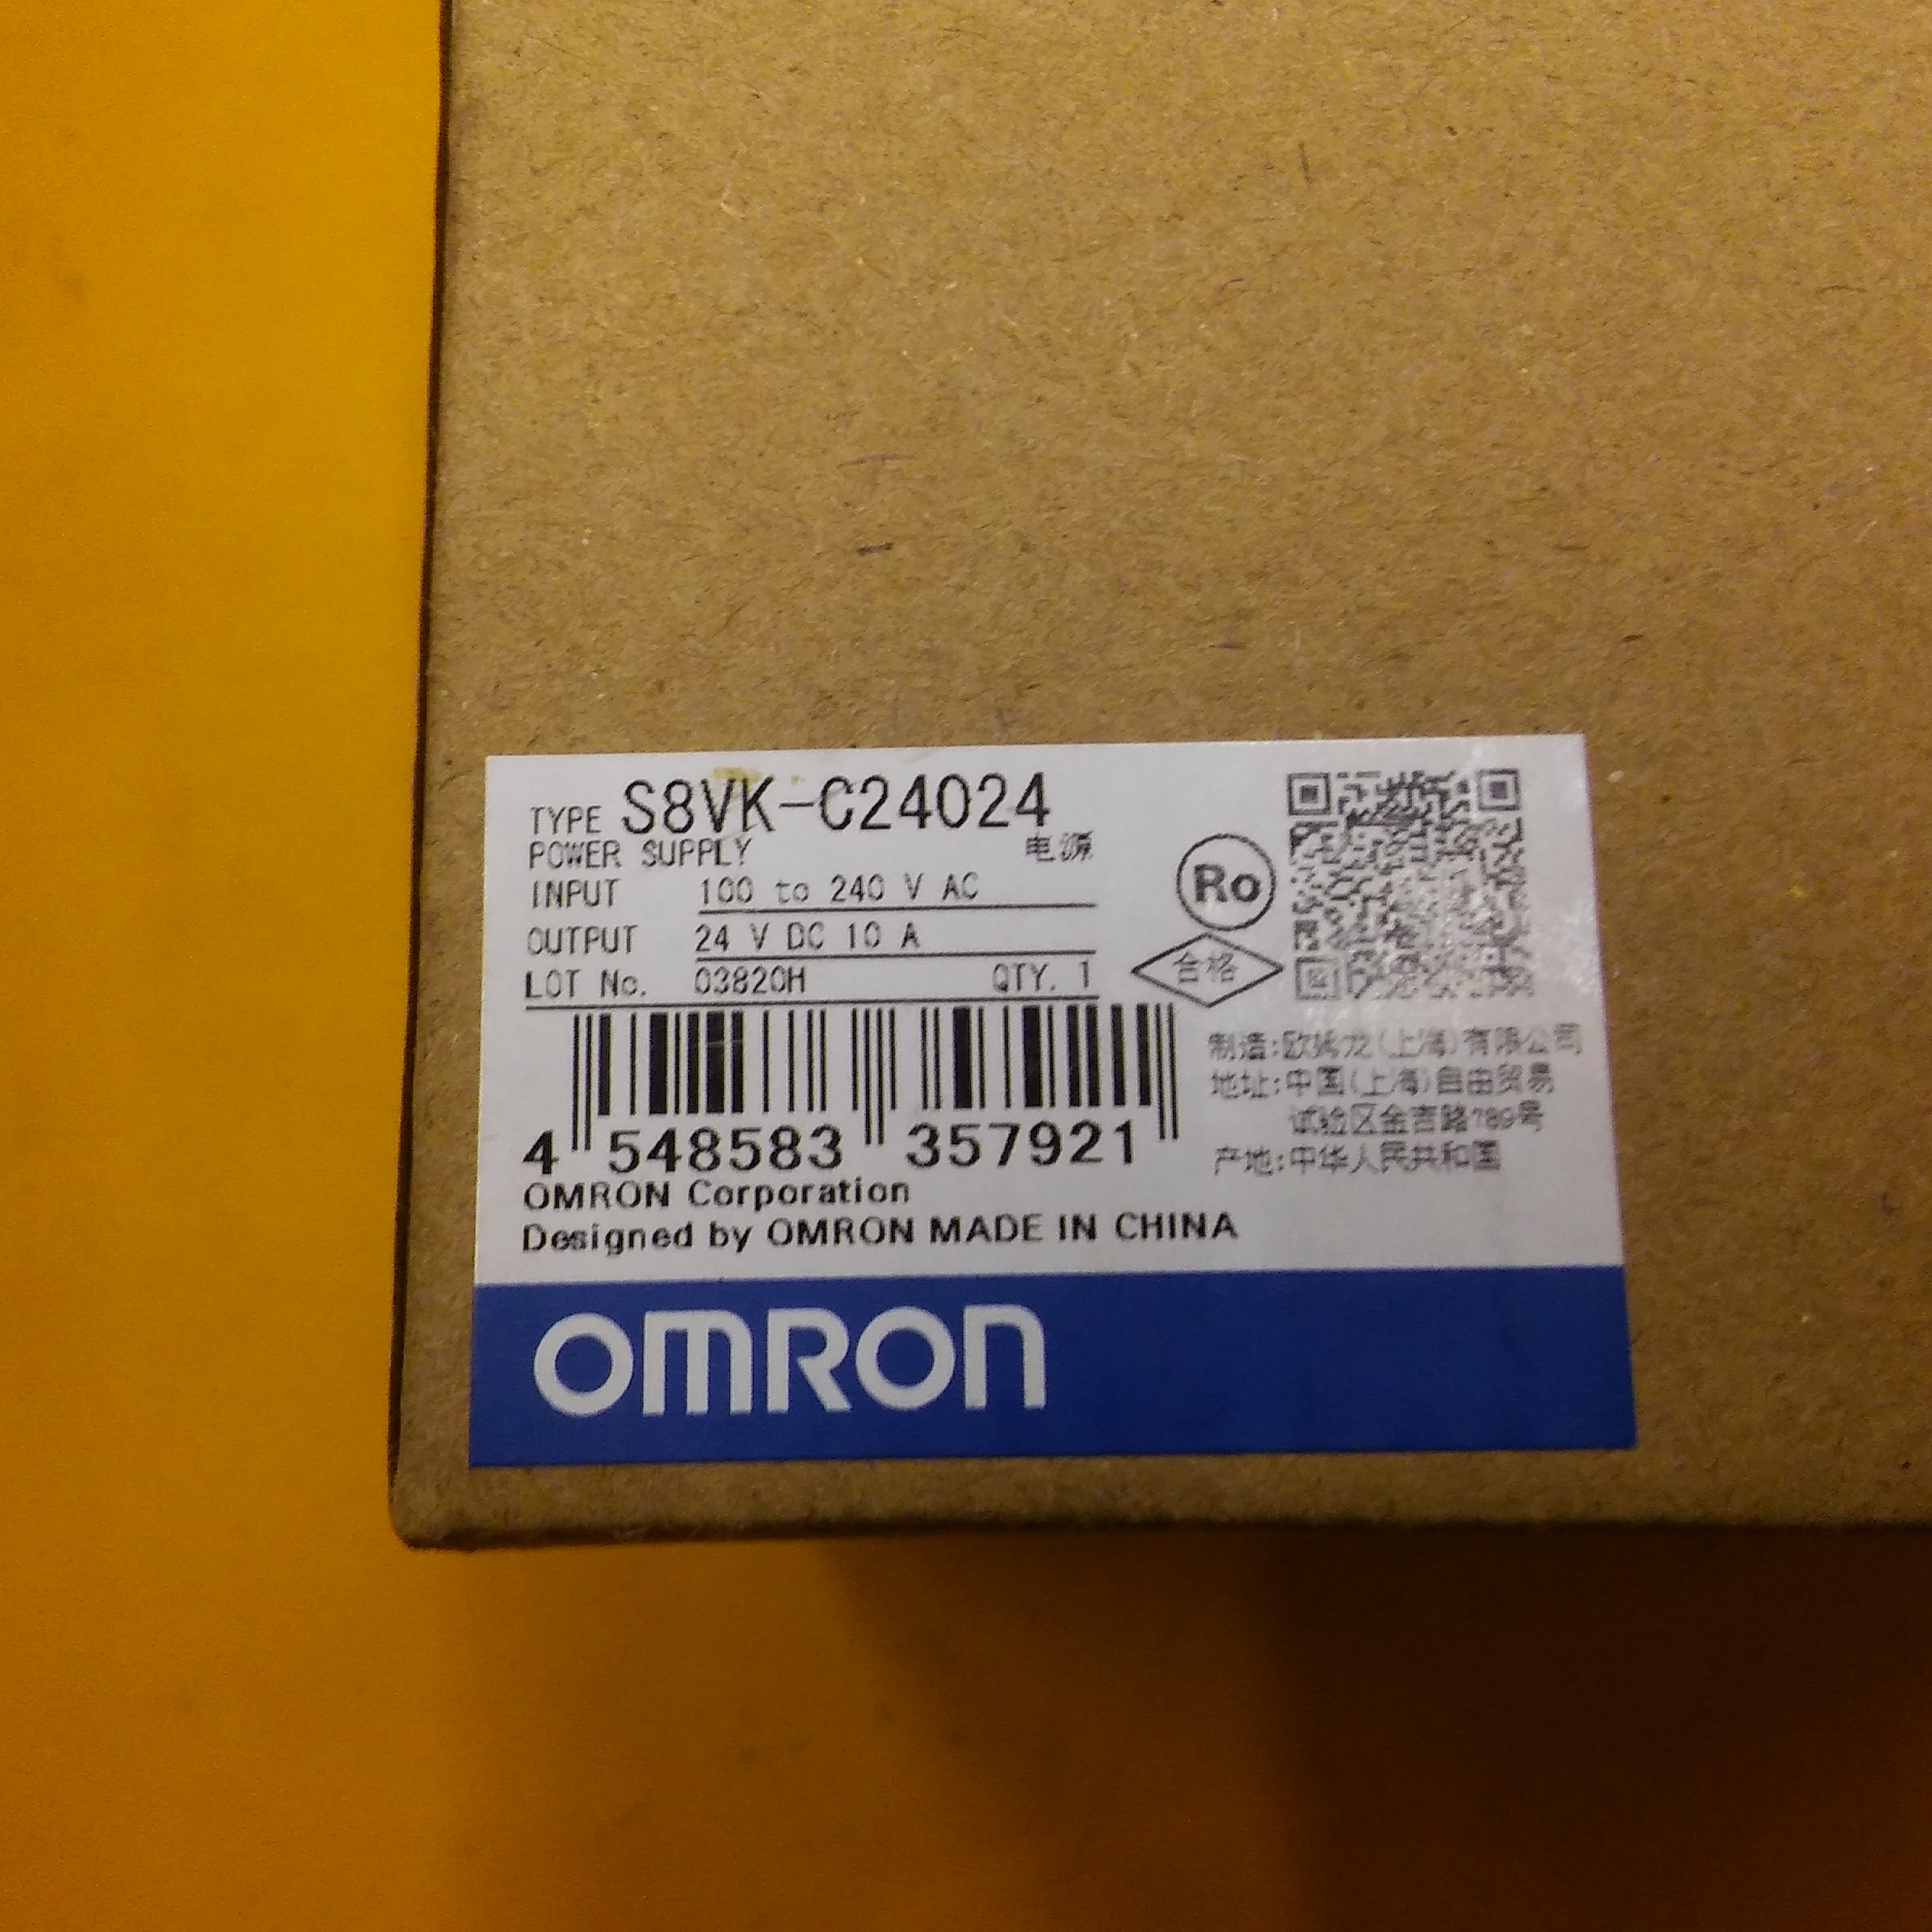 TYPE S8VK-C24024
POWER SUPPLY 电源
INPUT 100 to 240 V AC
OUTPUT 24 V DC 10 A
LOT No. 03820H QTY. 1
Ro
合格
4 548583 357921
制造:欧姆龙(上海)有限公司
地址:中国(上海)自由贸易
试验区金吉路789号
产地:中华人民共和国
OMRON Corporation
Designed by OMRON MADE IN CHINA
OMRON